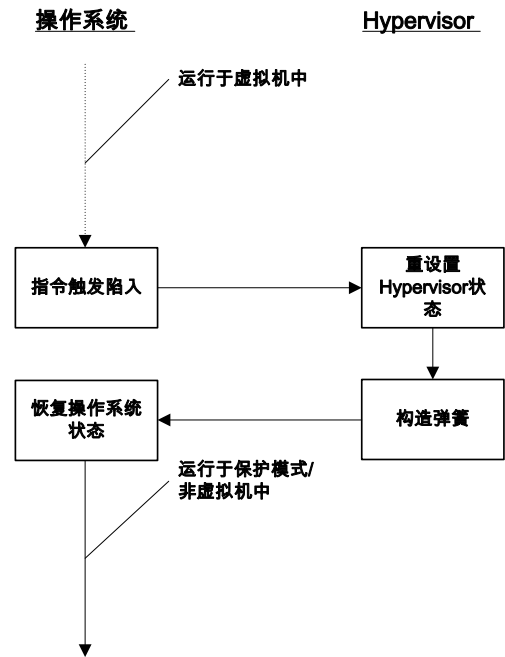 操作系统
Hypervisor
运行于虚拟机中
指令触发陷入
重设置
Hypervisor状
态
恢复操作系统
状态
构造弹簧
运行于保护模式/
非虚拟机中